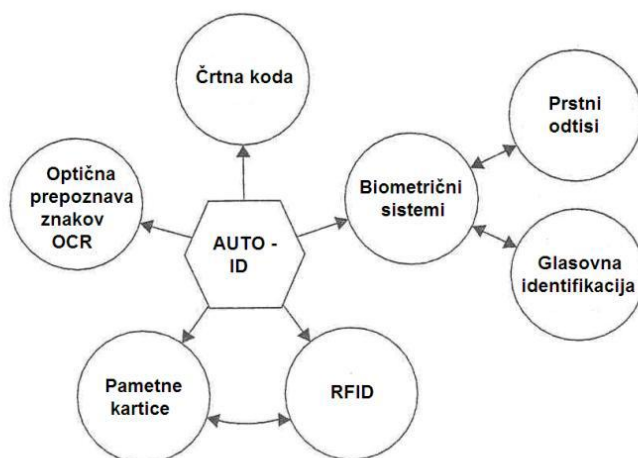 Črtna koda
Prstni
odtisi
Optična
prepoznava
znakov
OCR
Biometrični
sistemi
AUTO -
ID
Glasovna
identifikacija
Pametne
kartice
RFID